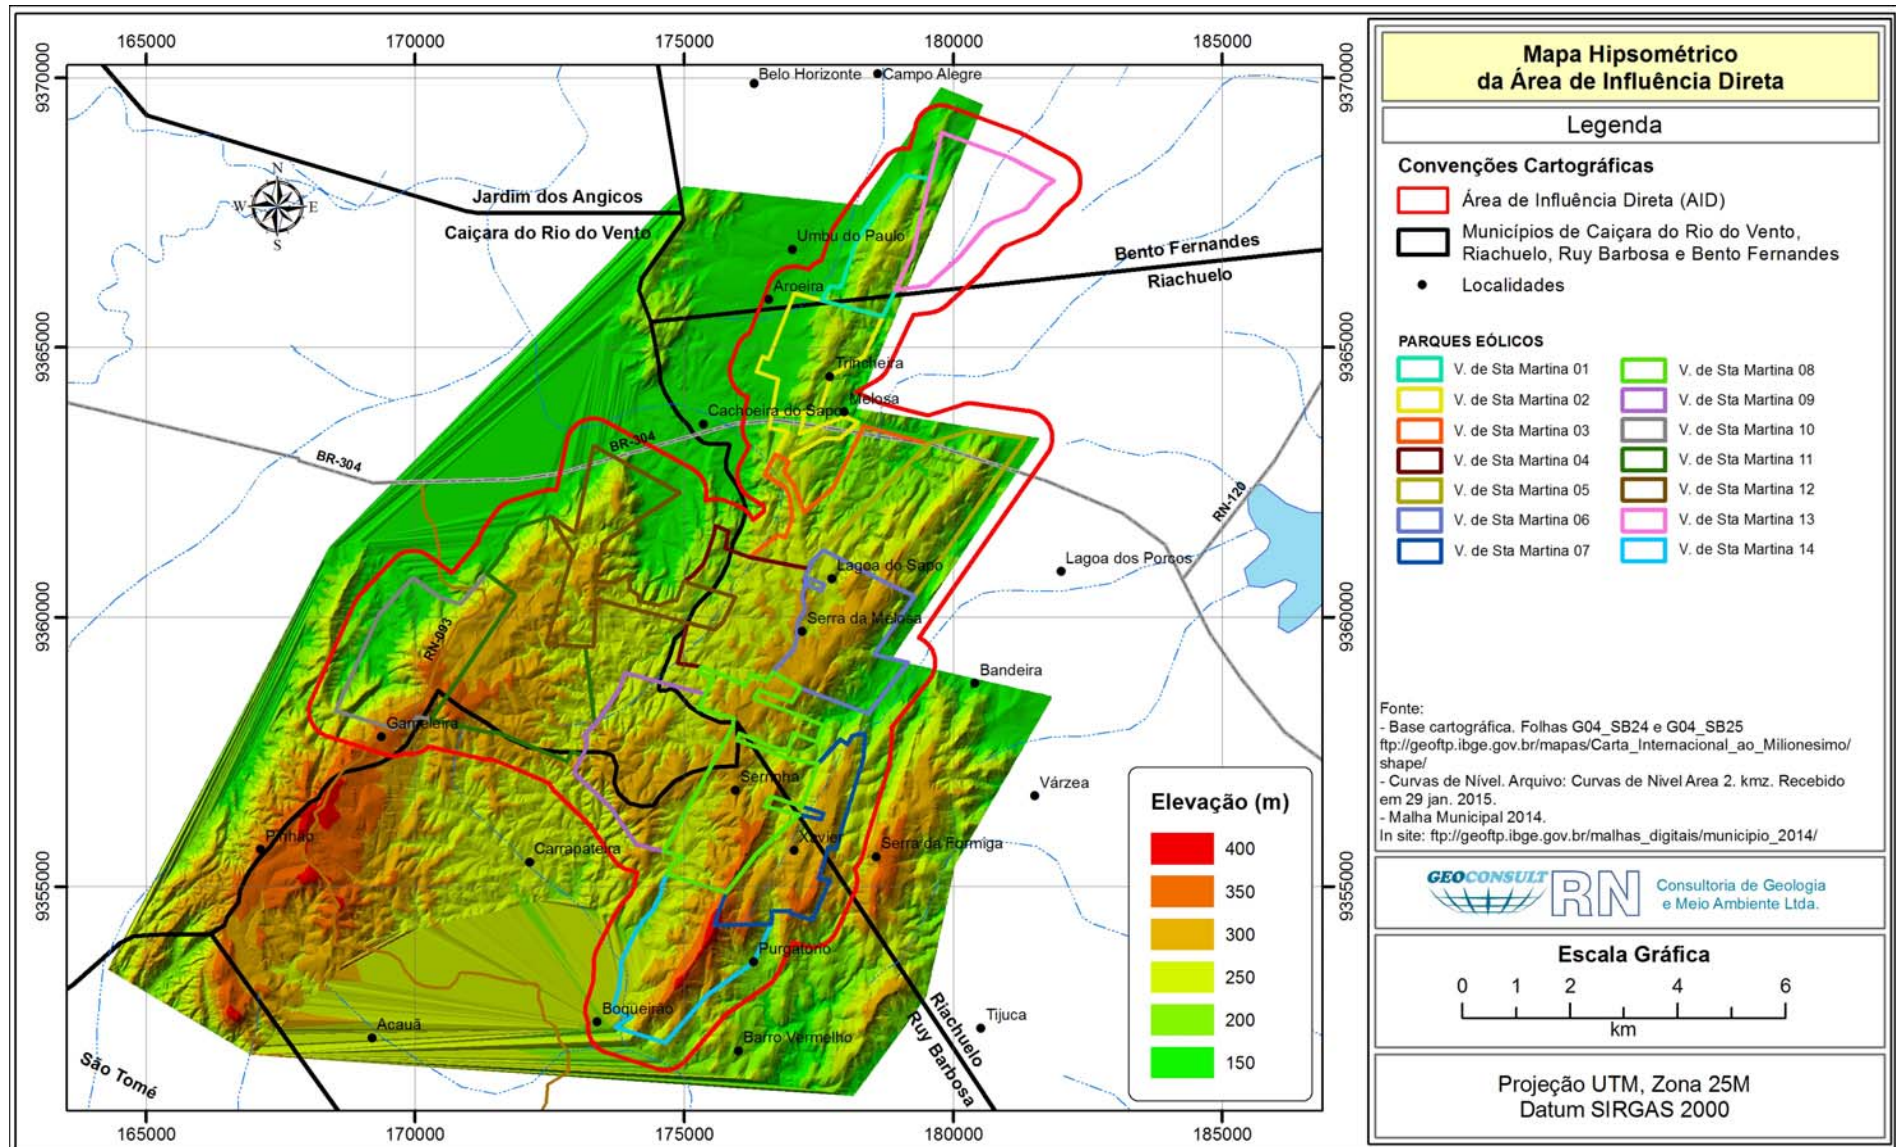 165000
170000
175000
180000
185000
9370000
9370000
Belo Horizonte
Campo Alegre
N
W
E
S
Jardim dos Angicos
Caiçara do Rio do Vento
Umbu do Paulo
Bento Fernandes
Riachuelo
Aroeira
9365000
9365000
Trincheira
Melosa
Cachoeira do Sapo
BR-304
BR-304
RN-120
Lagoa do Sapo
Lagoa dos Porcos
9360000
9360000
Serra da Melosa
RN-093
Bandeira
Gameleira
Serrinha
Várzea
Pinhão
Carrapateira
Xavier
Serra da Formiga
9355000
9355000
Purgatorio
Boqueirão
Acauã
Barro Vermelho
Tijuca
Riachuelo
Ruy Barbosa
São Tomé
165000
170000
175000
180000
185000
Elevação (m)
400
350
300
250
200
150
Mapa Hipsométrico
da Área de Influência Direta
Legenda
Convenções Cartográficas
Área de Influência Direta (AID)
Municípios de Caiçara do Rio do Vento,
Riachuelo, Ruy Barbosa e Bento Fernandes
Localidades
PARQUES EÓLICOS
V. de Sta Martina 01
V. de Sta Martina 02
V. de Sta Martina 03
V. de Sta Martina 04
V. de Sta Martina 05
V. de Sta Martina 06
V. de Sta Martina 07
V. de Sta Martina 08
V. de Sta Martina 09
V. de Sta Martina 10
V. de Sta Martina 11
V. de Sta Martina 12
V. de Sta Martina 13
V. de Sta Martina 14
Fonte:
- Base cartográfica. Folhas G04_SB24 e G04_SB25
ftp://geoftp.ibge.gov.br/mapas/Carta_Internacional_ao_Milionesimo/
shape/
- Curvas de Nível. Arquivo: Curvas de Nivel Area 2. kmz. Recebido
em 29 jan. 2015.
- Malha Municipal 2014.
In site: ftp://geoftp.ibge.gov.br/malhas_digitais/municipio_2014/
GEOCONSULT RN
Consultoria de Geologia
e Meio Ambiente Ltda.
Escala Gráfica
0 1 2 4 6
km
Projeção UTM, Zona 25M
Datum SIRGAS 2000